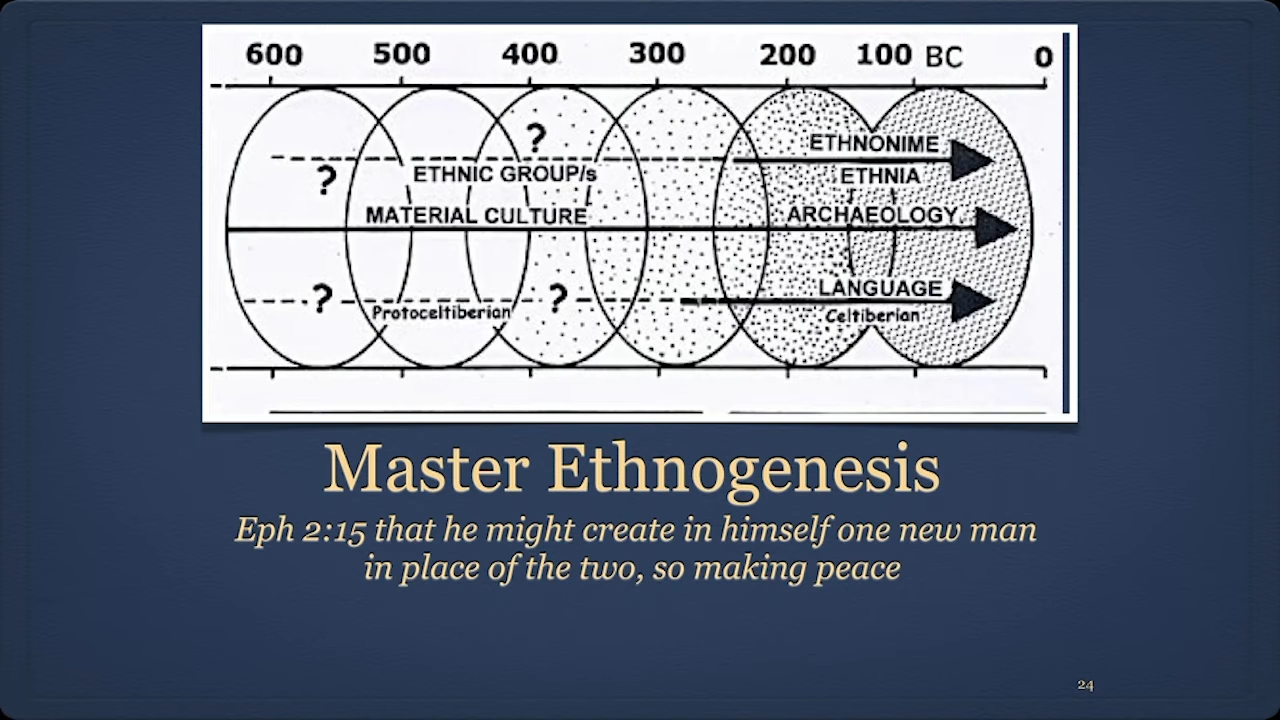 600 500 400 300 200 100 BC 0
?
ETHNONIME
?
ETHNIC GROUP/s
ETHNIA
MATERIAL CULTURE
ARCHAEOLOGY
? ? LANGUAGE
Protoceltiberian
Celtiberian
Master Ethnogenesis
Eph 2:15 that he might create in himself one new man
in place of the two, so making peace
24